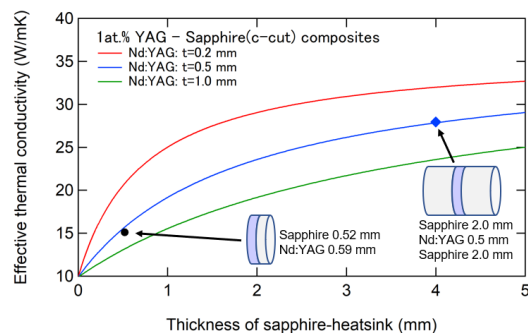 1at.% YAG - Sapphire(c-cut) composites
Nd:YAG: t=0.2 mm
Nd:YAG: t=0.5 mm
Nd:YAG: t=1.0 mm
Effective thermal conductivity (W/mK)
40
35
30
25
20
15
10
Sapphire 0.52 mm
Nd:YAG 0.59 mm
Sapphire 2.0 mm
Nd:YAG 0.5 mm
Sapphire 2.0 mm
0
1
2
3
4
5
Thickness of sapphire-heatsink (mm)